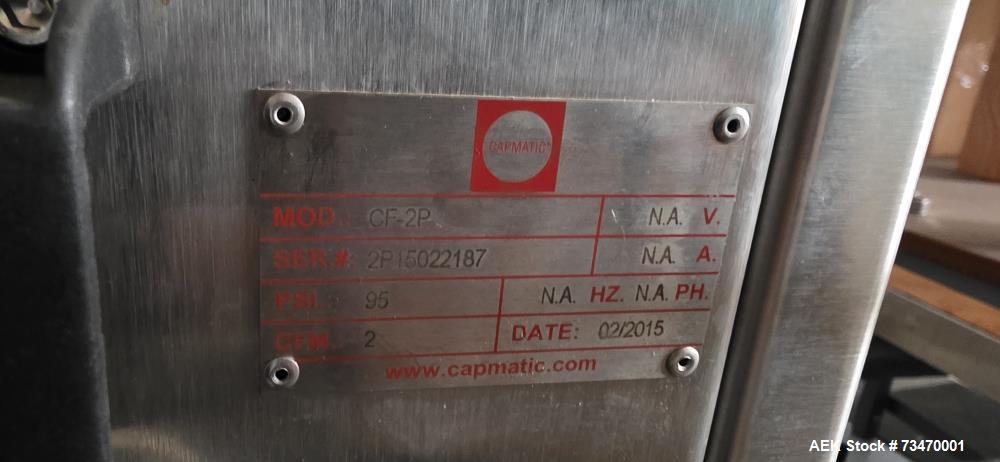 CAPMATIC
MOD.: CF-2P N.A. V.
SER.#: 2P15022187 N.A. A.
PSI.: 95 N.A. HZ. N.A. PH.
CFM.: 2 DATE: 02/2015
www.capmatic.com
AEK Stock # 73470001